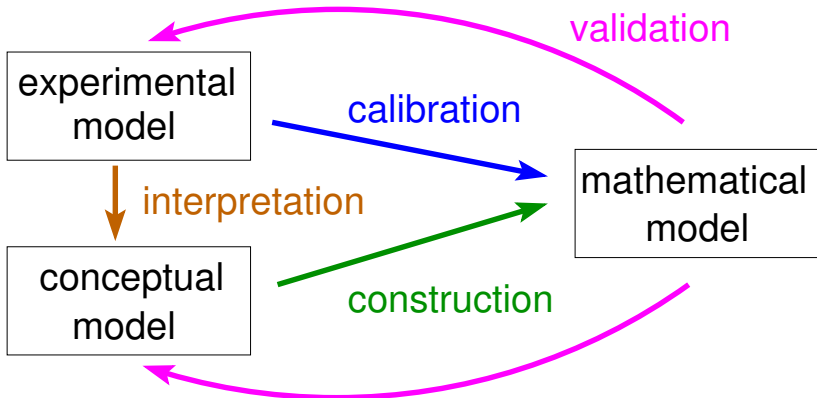 validation
experimental
model
calibration
mathematical
model
interpretation
conceptual
model
construction